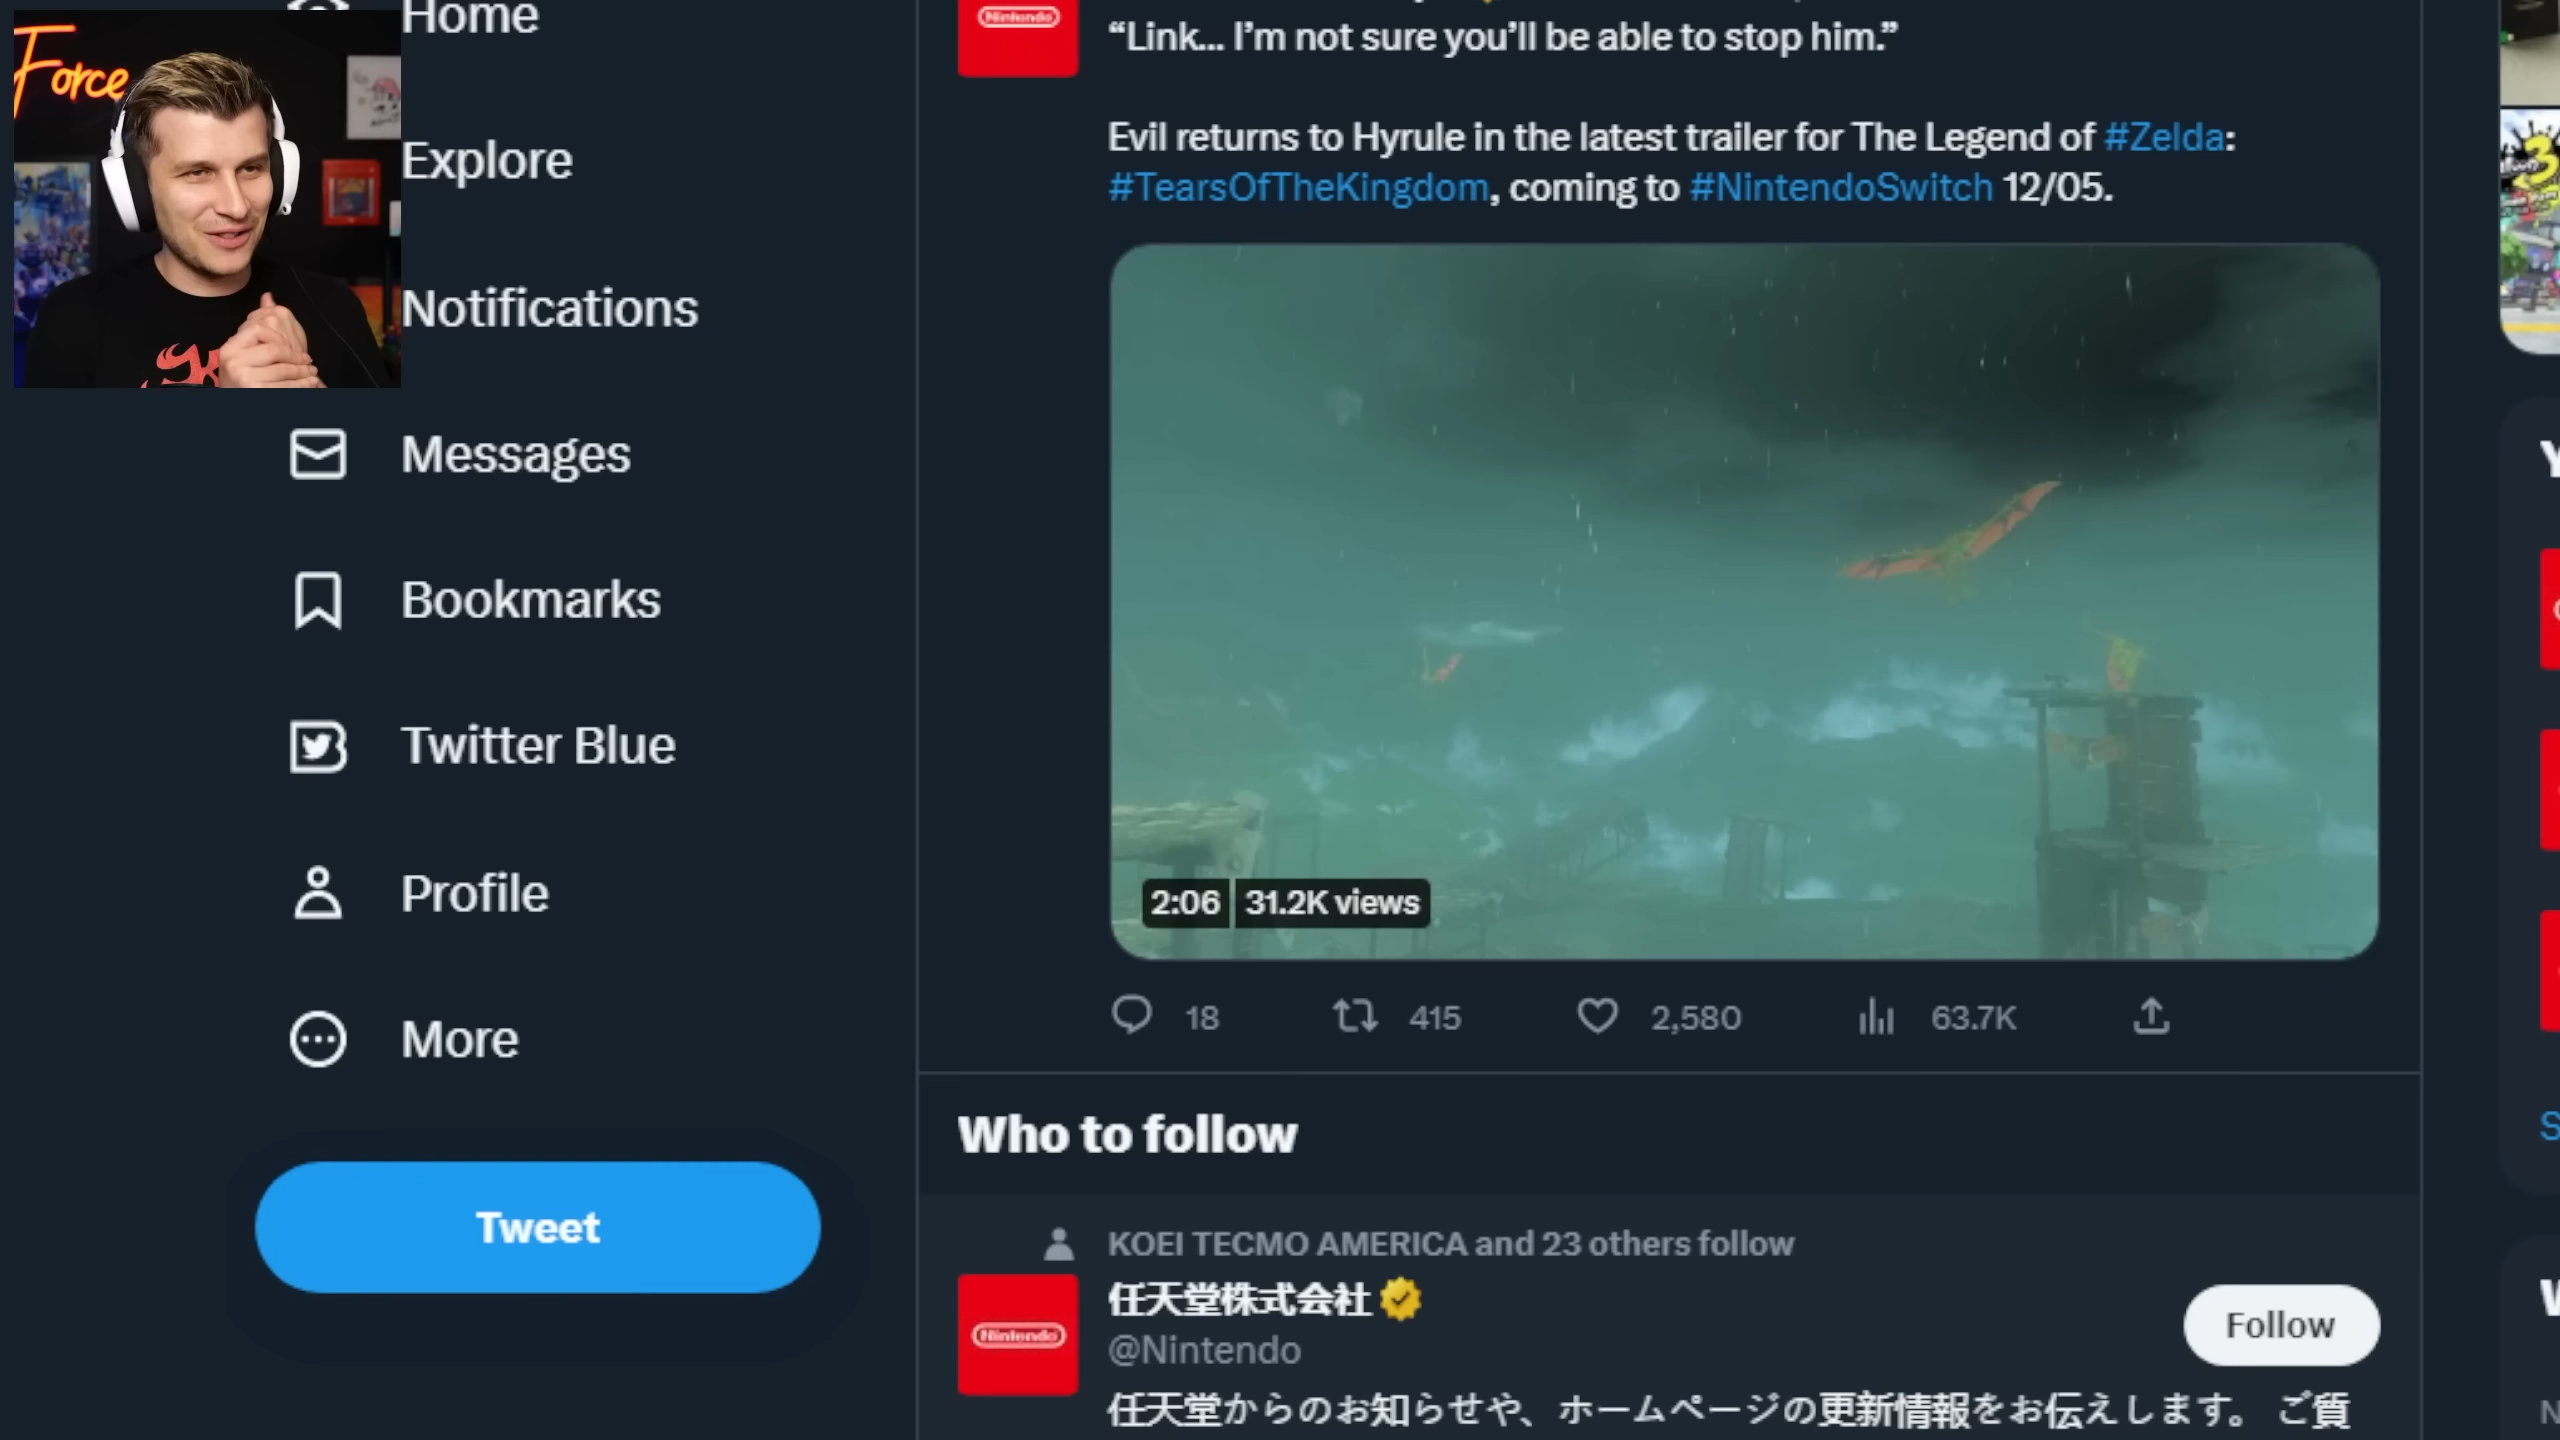 Force
Home
Explore
Notifications
Messages
Bookmarks
Twitter Blue
Profile
More
Tweet
Nintendo
“Link... I’m not sure you’ll be able to stop him.”
Evil returns to Hyrule in the latest trailer for The Legend of #Zelda:
#TearsOfTheKingdom, coming to #NintendoSwitch 12/05.
2:06 31.2K views
18 415 2,580 63.7K
Who to follow
KOEI TECMO AMERICA and 23 others follow
任天堂株式会社
Nintendo
@Nintendo
Follow
任天堂からのお知らせや、ホームページの更新情報をお伝えします。 ご質
3